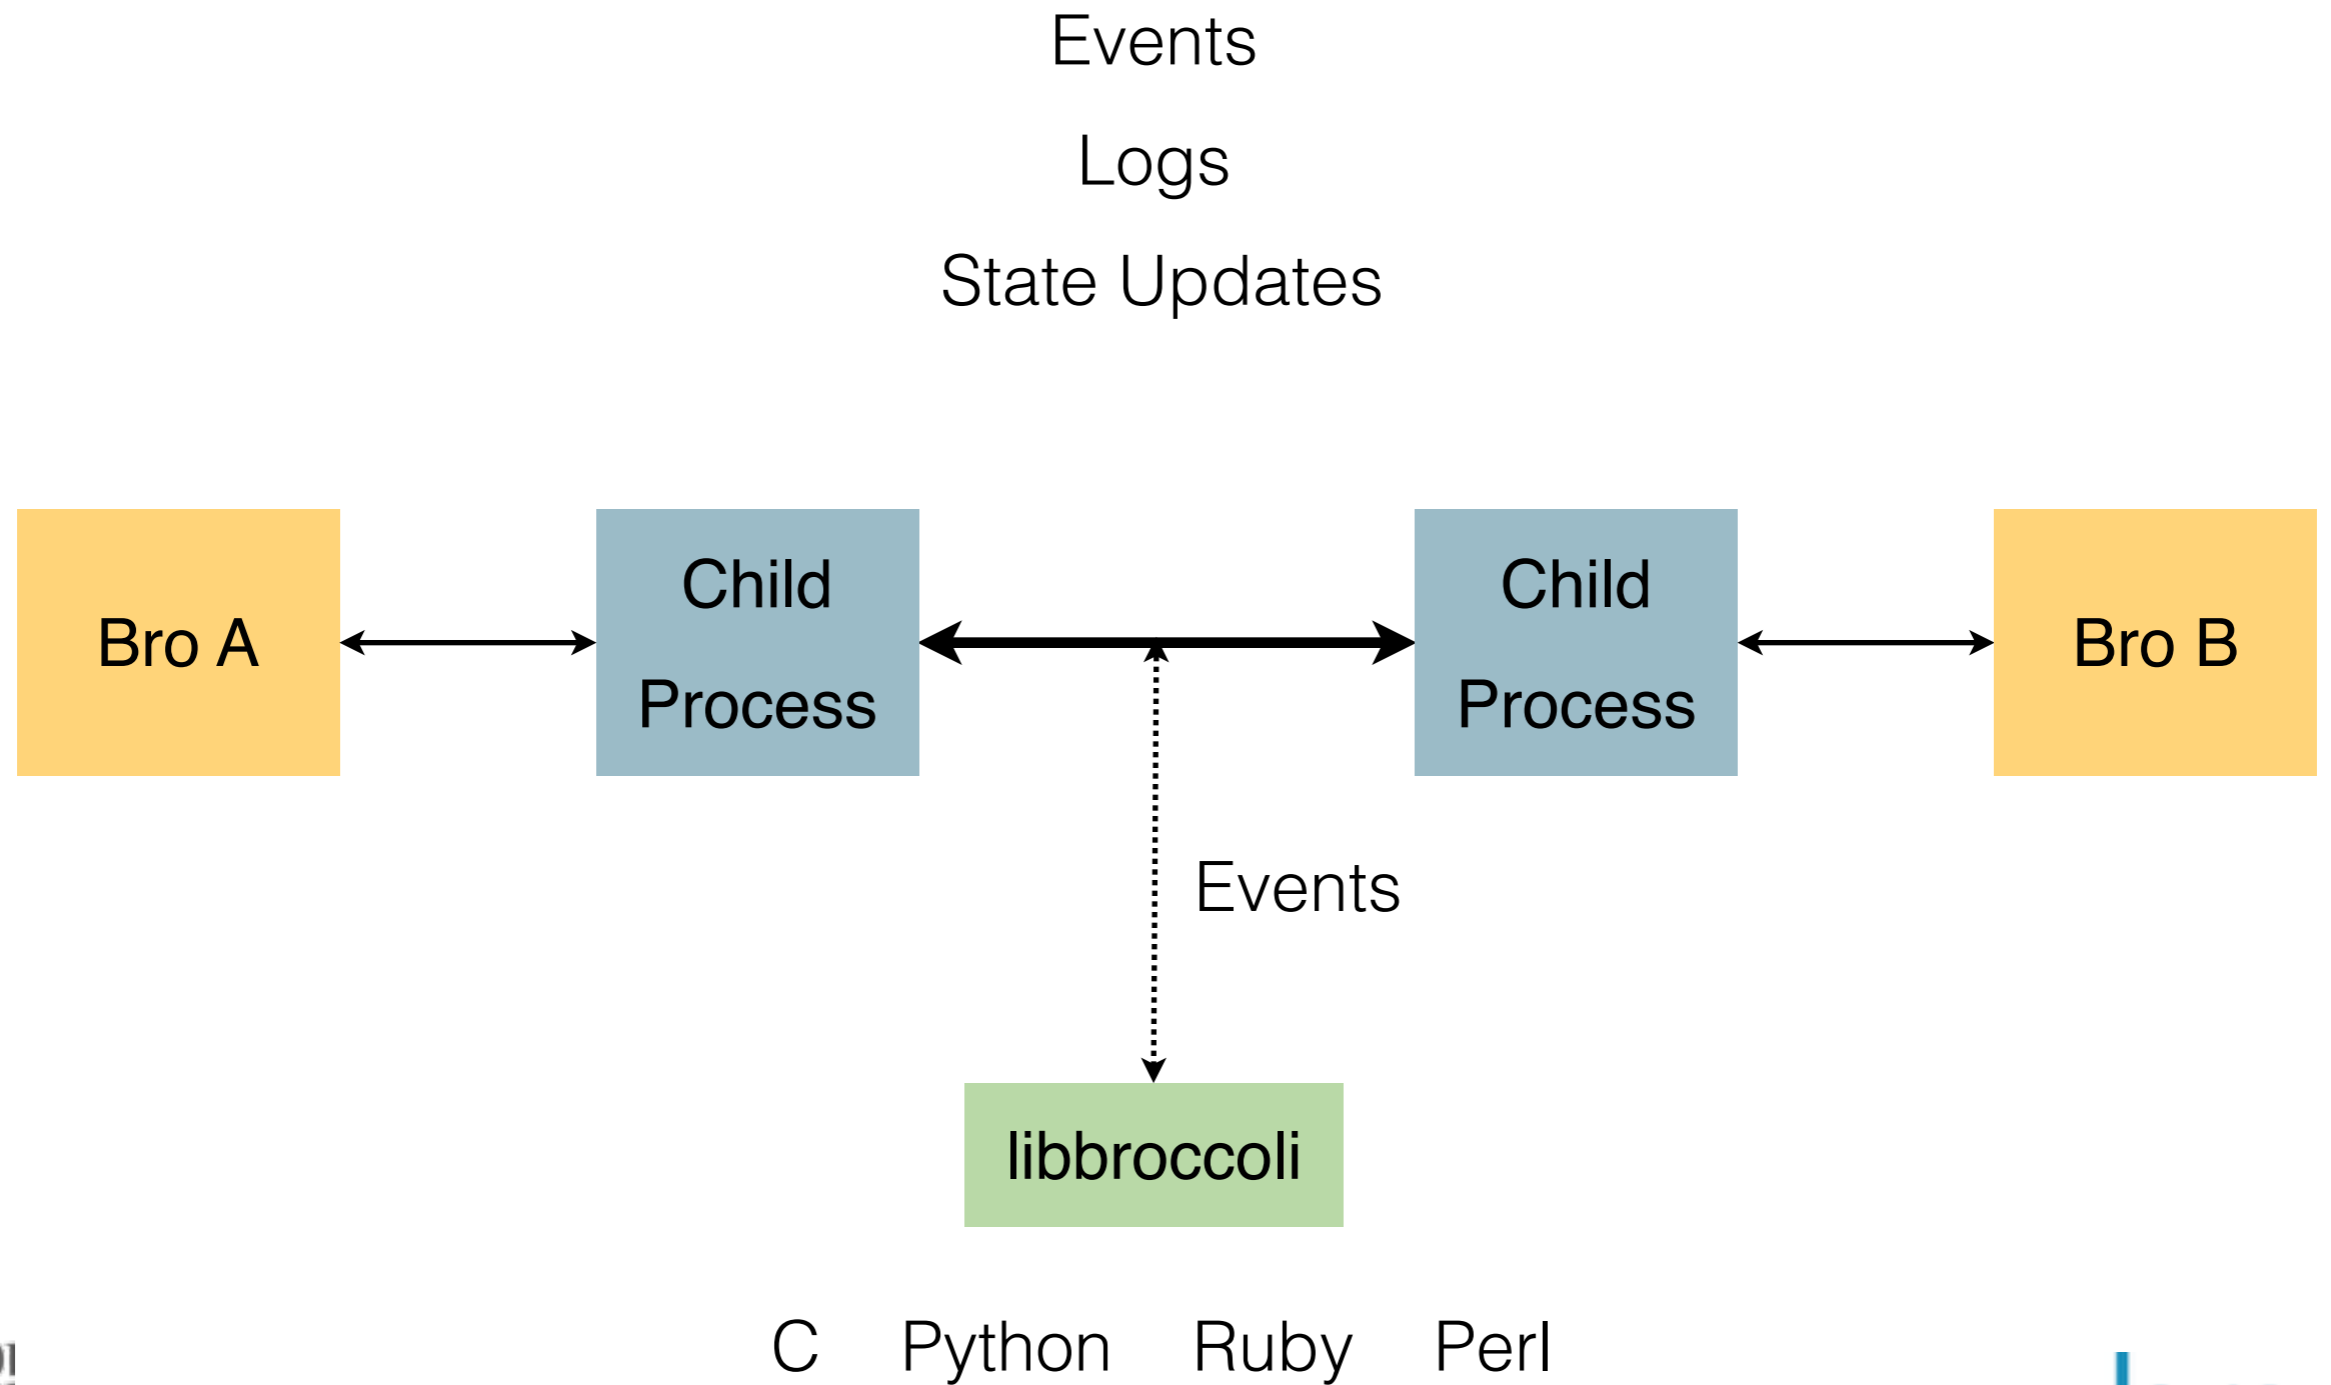 Events
Logs
State Updates
Bro A
Child
Process
Child
Process
Bro B
Events
libbroccoli
C Python Ruby Perl